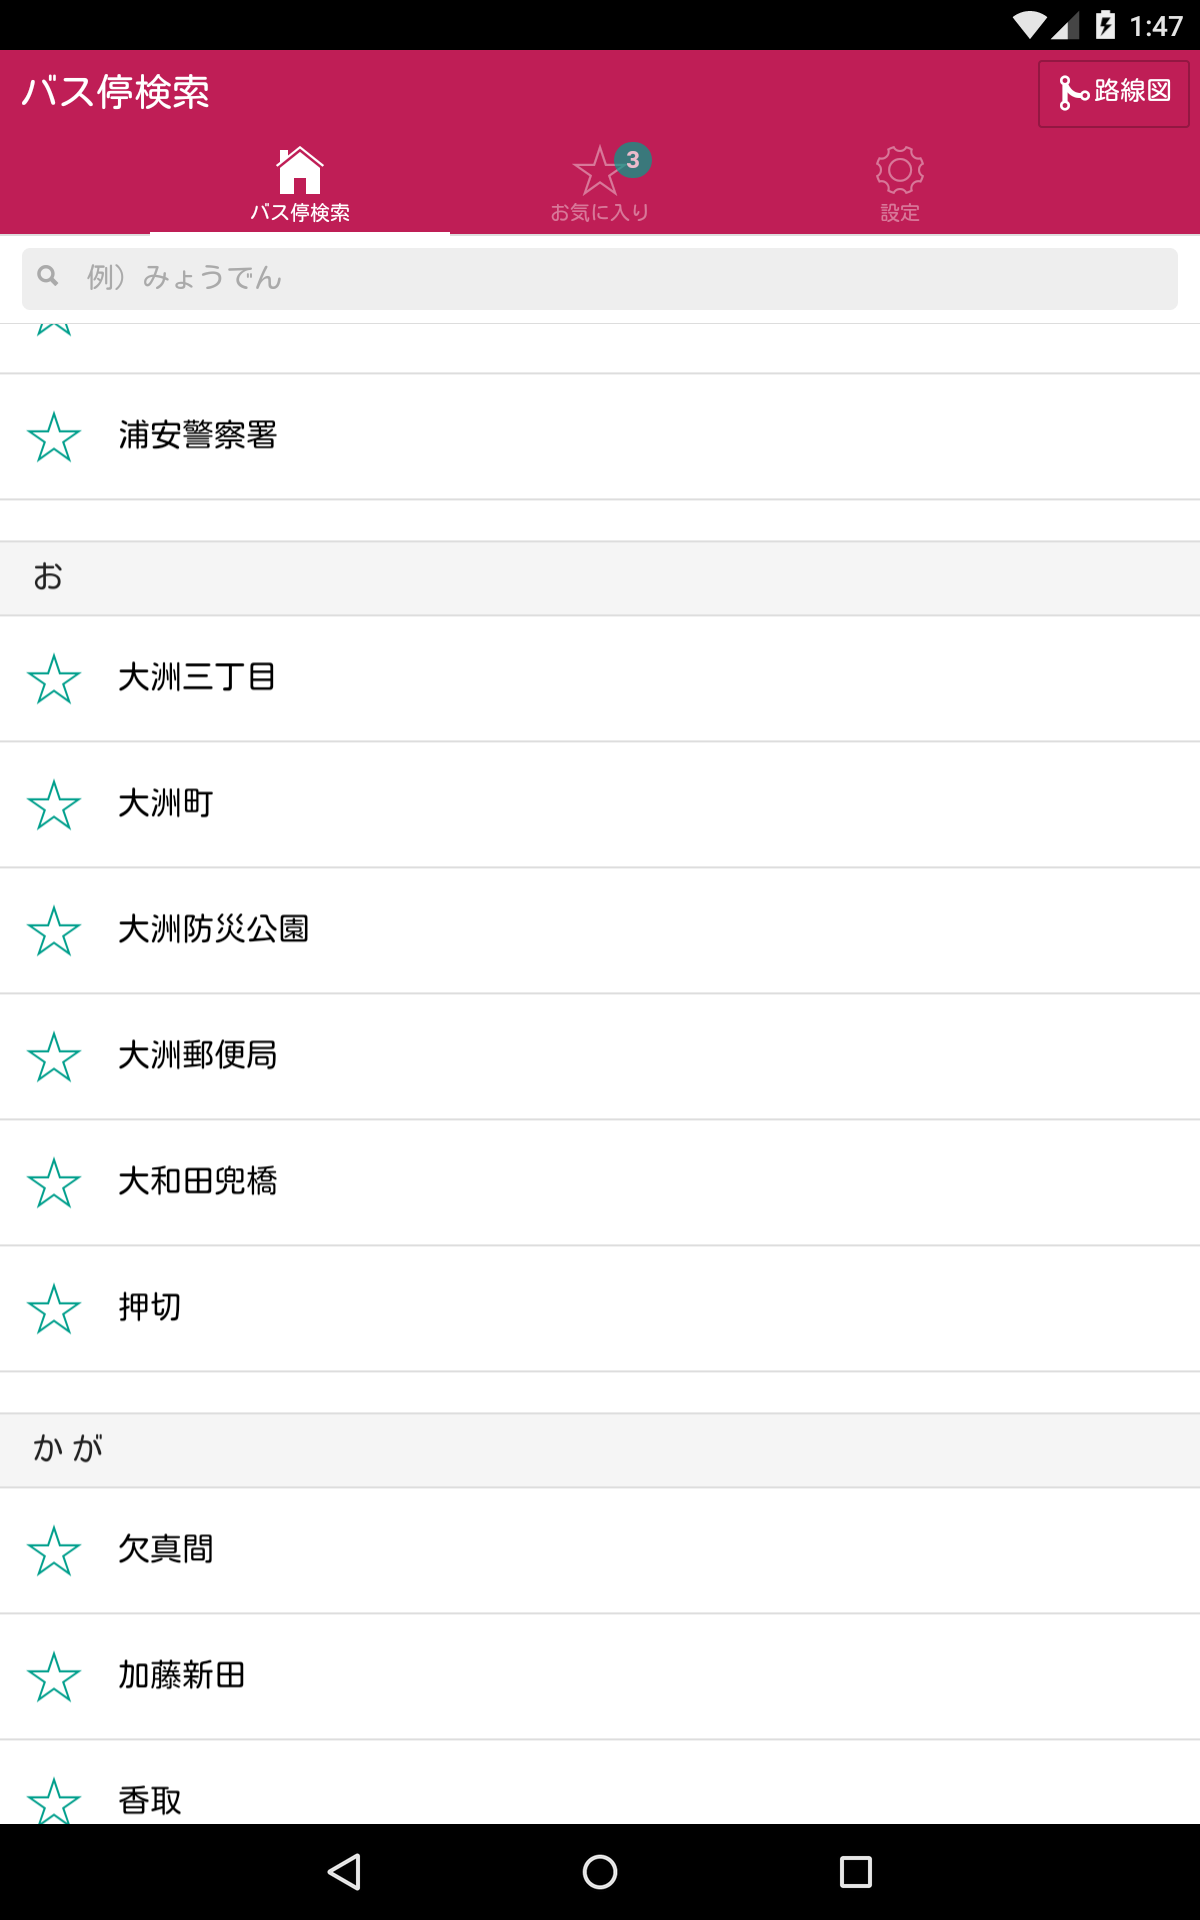 1:47
バス停検索
路線図
バス停検索
3
お気に入り
設定
例）みょうでん
浦安警察署
お
大洲三丁目
大洲町
大洲防災公園
大洲郵便局
大和田兜橋
押切
か が
欠真間
加藤新田
香取